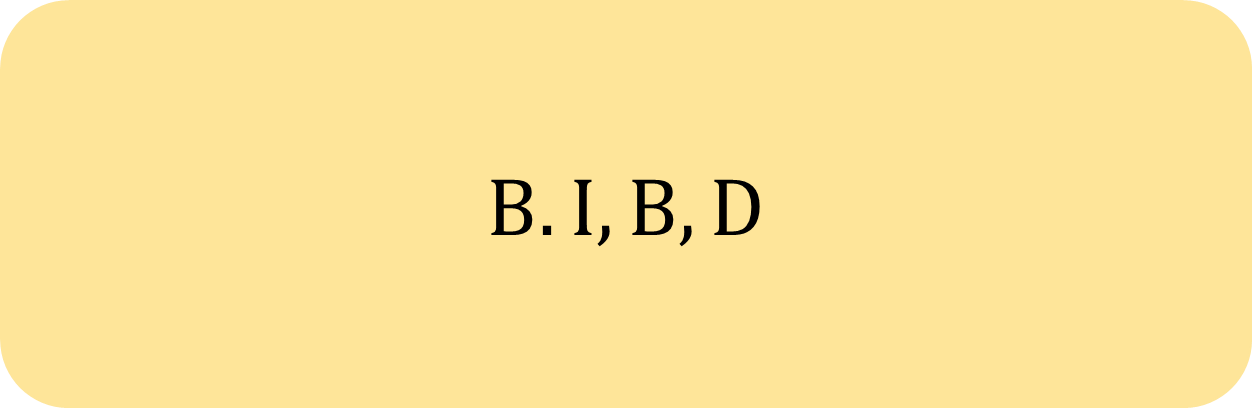 B. I, B, D